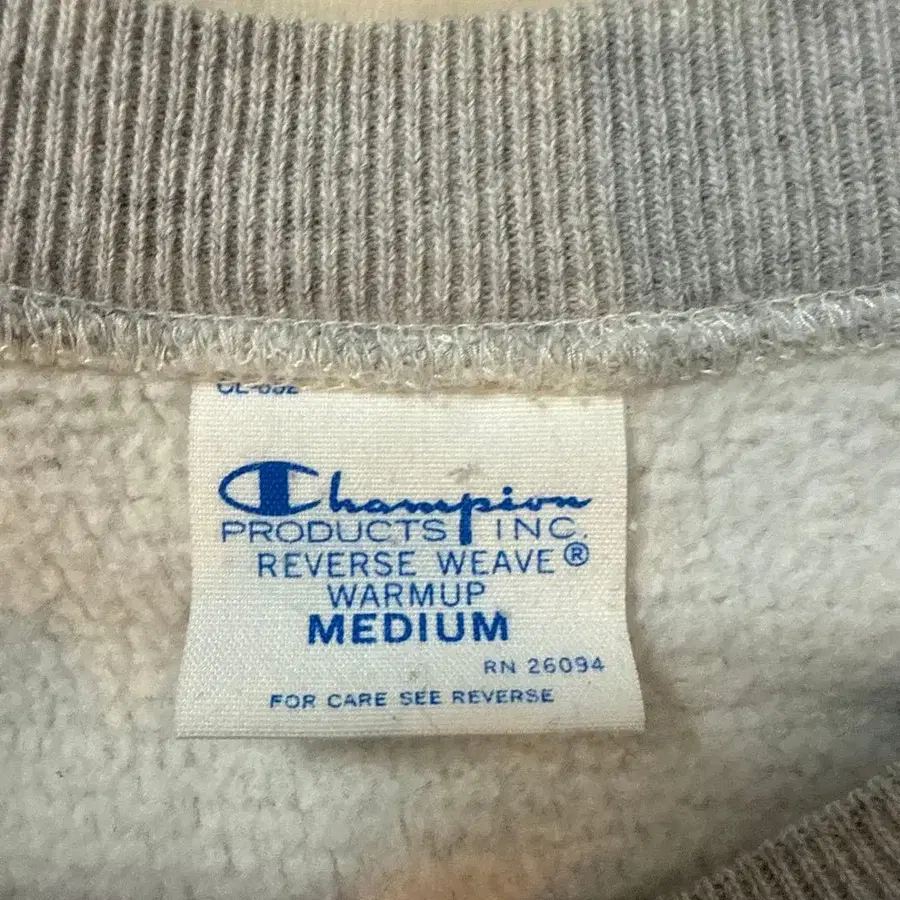 Champion
PRODUCTS INC.
REVERSE WEAVE®
WARMUP
MEDIUM
RN 26094
FOR CARE SEE REVERSE